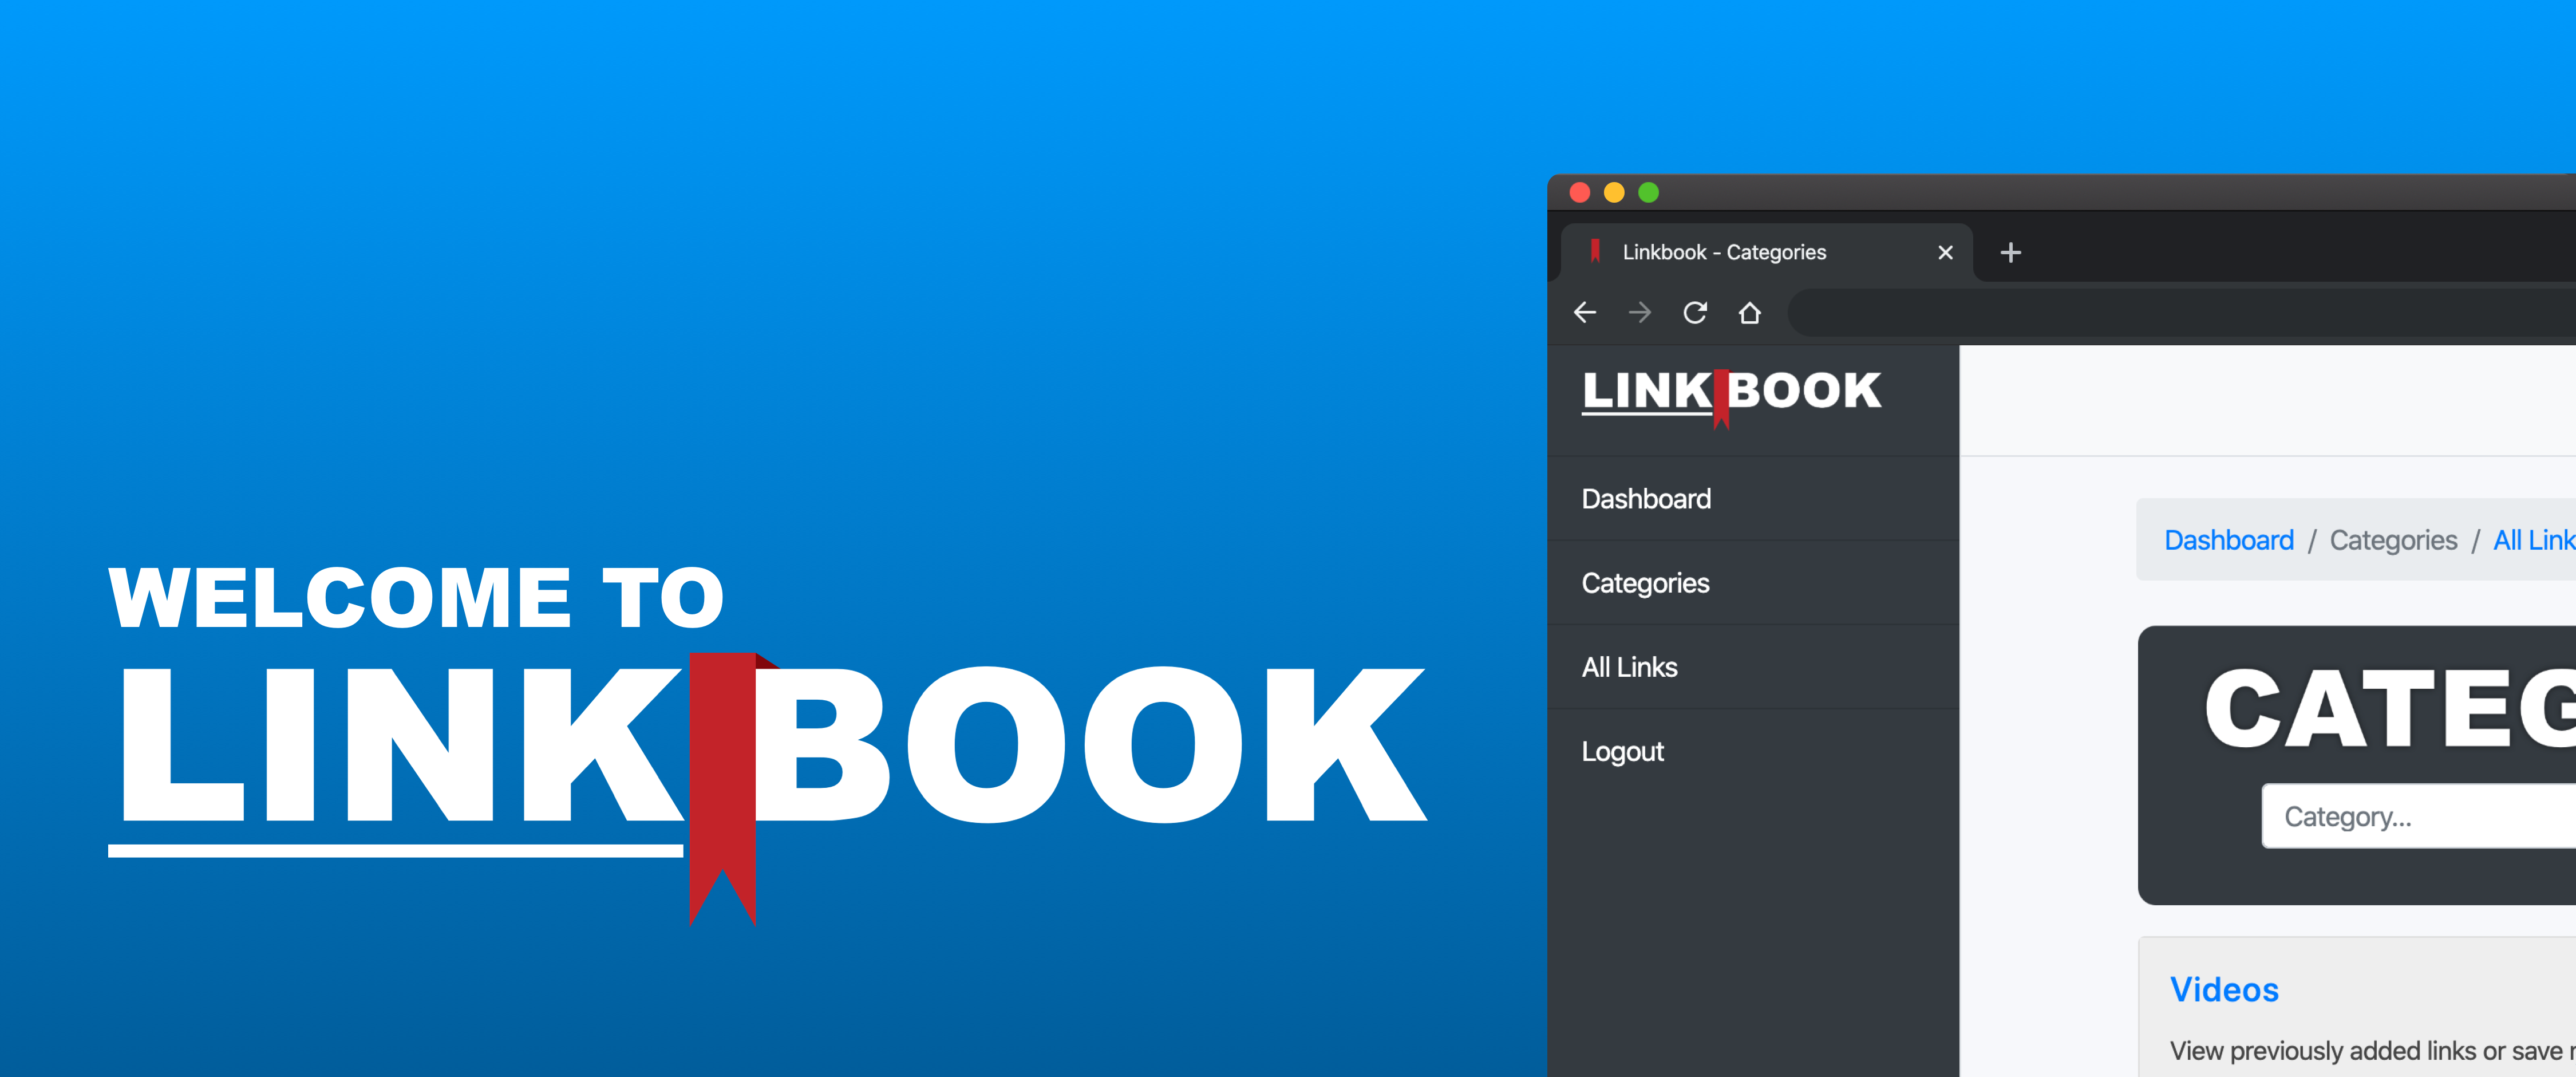 WELCOME TO
LINKBOOK
Linkbook - Categories
LINKBOOK
Dashboard
Categories
All Links
Logout
Dashboard / Categories / All Link
CATEG
Category...
Videos
View previously added links or save